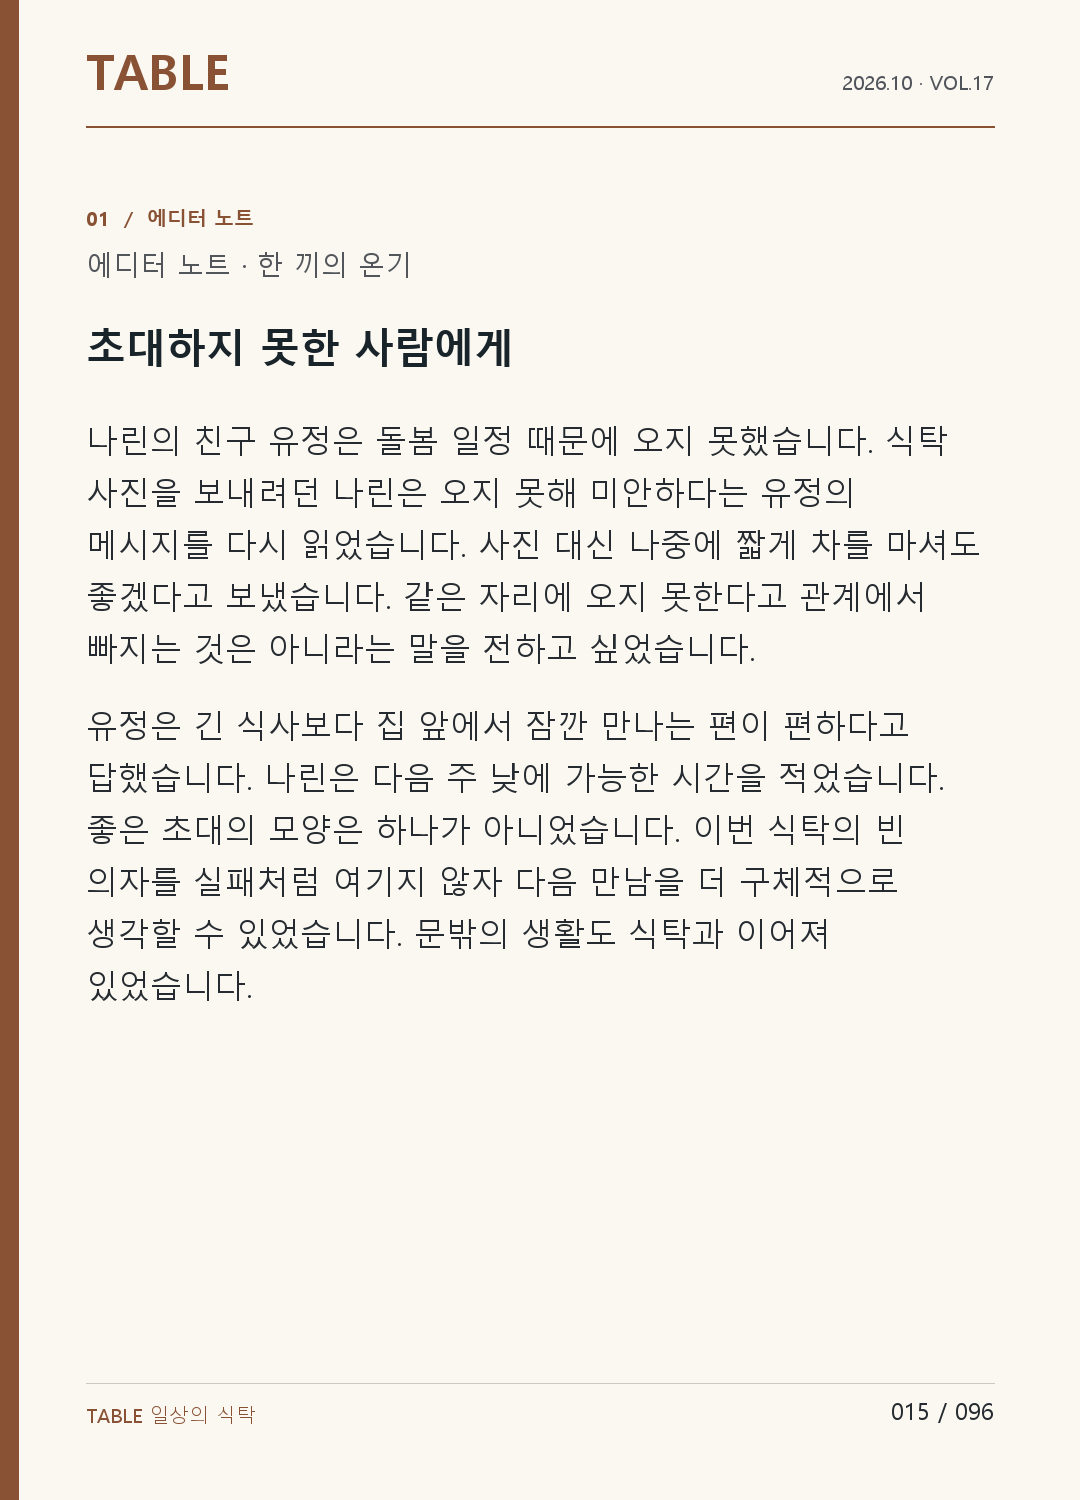 TABLE
2026.10 · VOL.17
01 / 에디터 노트
에디터 노트 · 한 끼의 온기
초대하지 못한 사람에게
나린의 친구 유정은 돌봄 일정 때문에 오지 못했습니다. 식탁
사진을 보내려던 나린은 오지 못해 미안하다는 유정의
메시지를 다시 읽었습니다. 사진 대신 나중에 짧게 차를 마셔도
좋겠다고 보냈습니다. 같은 자리에 오지 못한다고 관계에서
빠지는 것은 아니라는 말을 전하고 싶었습니다.
유정은 긴 식사보다 집 앞에서 잠깐 만나는 편이 편하다고
답했습니다. 나린은 다음 주 낮에 가능한 시간을 적었습니다.
좋은 초대의 모양은 하나가 아니었습니다. 이번 식탁의 빈
의자를 실패처럼 여기지 않자 다음 만남을 더 구체적으로
생각할 수 있었습니다. 문밖의 생활도 식탁과 이어져
있었습니다.
TABLE 일상의 식탁
015 / 096